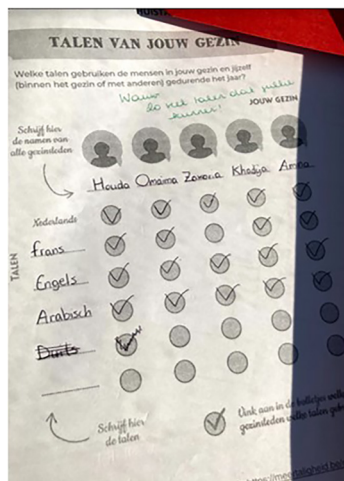 TALEN VAN JOUW GEZIN
Welke talen gebruiken de mensen in jouw gezin en jijzelf
(binnen het gezin of met anderen) gedurende het jaar?
Wauw
zo veel talen dat jullie
kunnen!
JOUW GEZIN
Schrijf hier
de namen van
alle gezinsleden
Houda Omaima Zakaria Khadija Amina
TALEN
Nederlands
frans
Engels
Arabisch
Duits
Schrijf hier
de talen
Vink aan in de bolletjes welke
gezinsleden welke talen